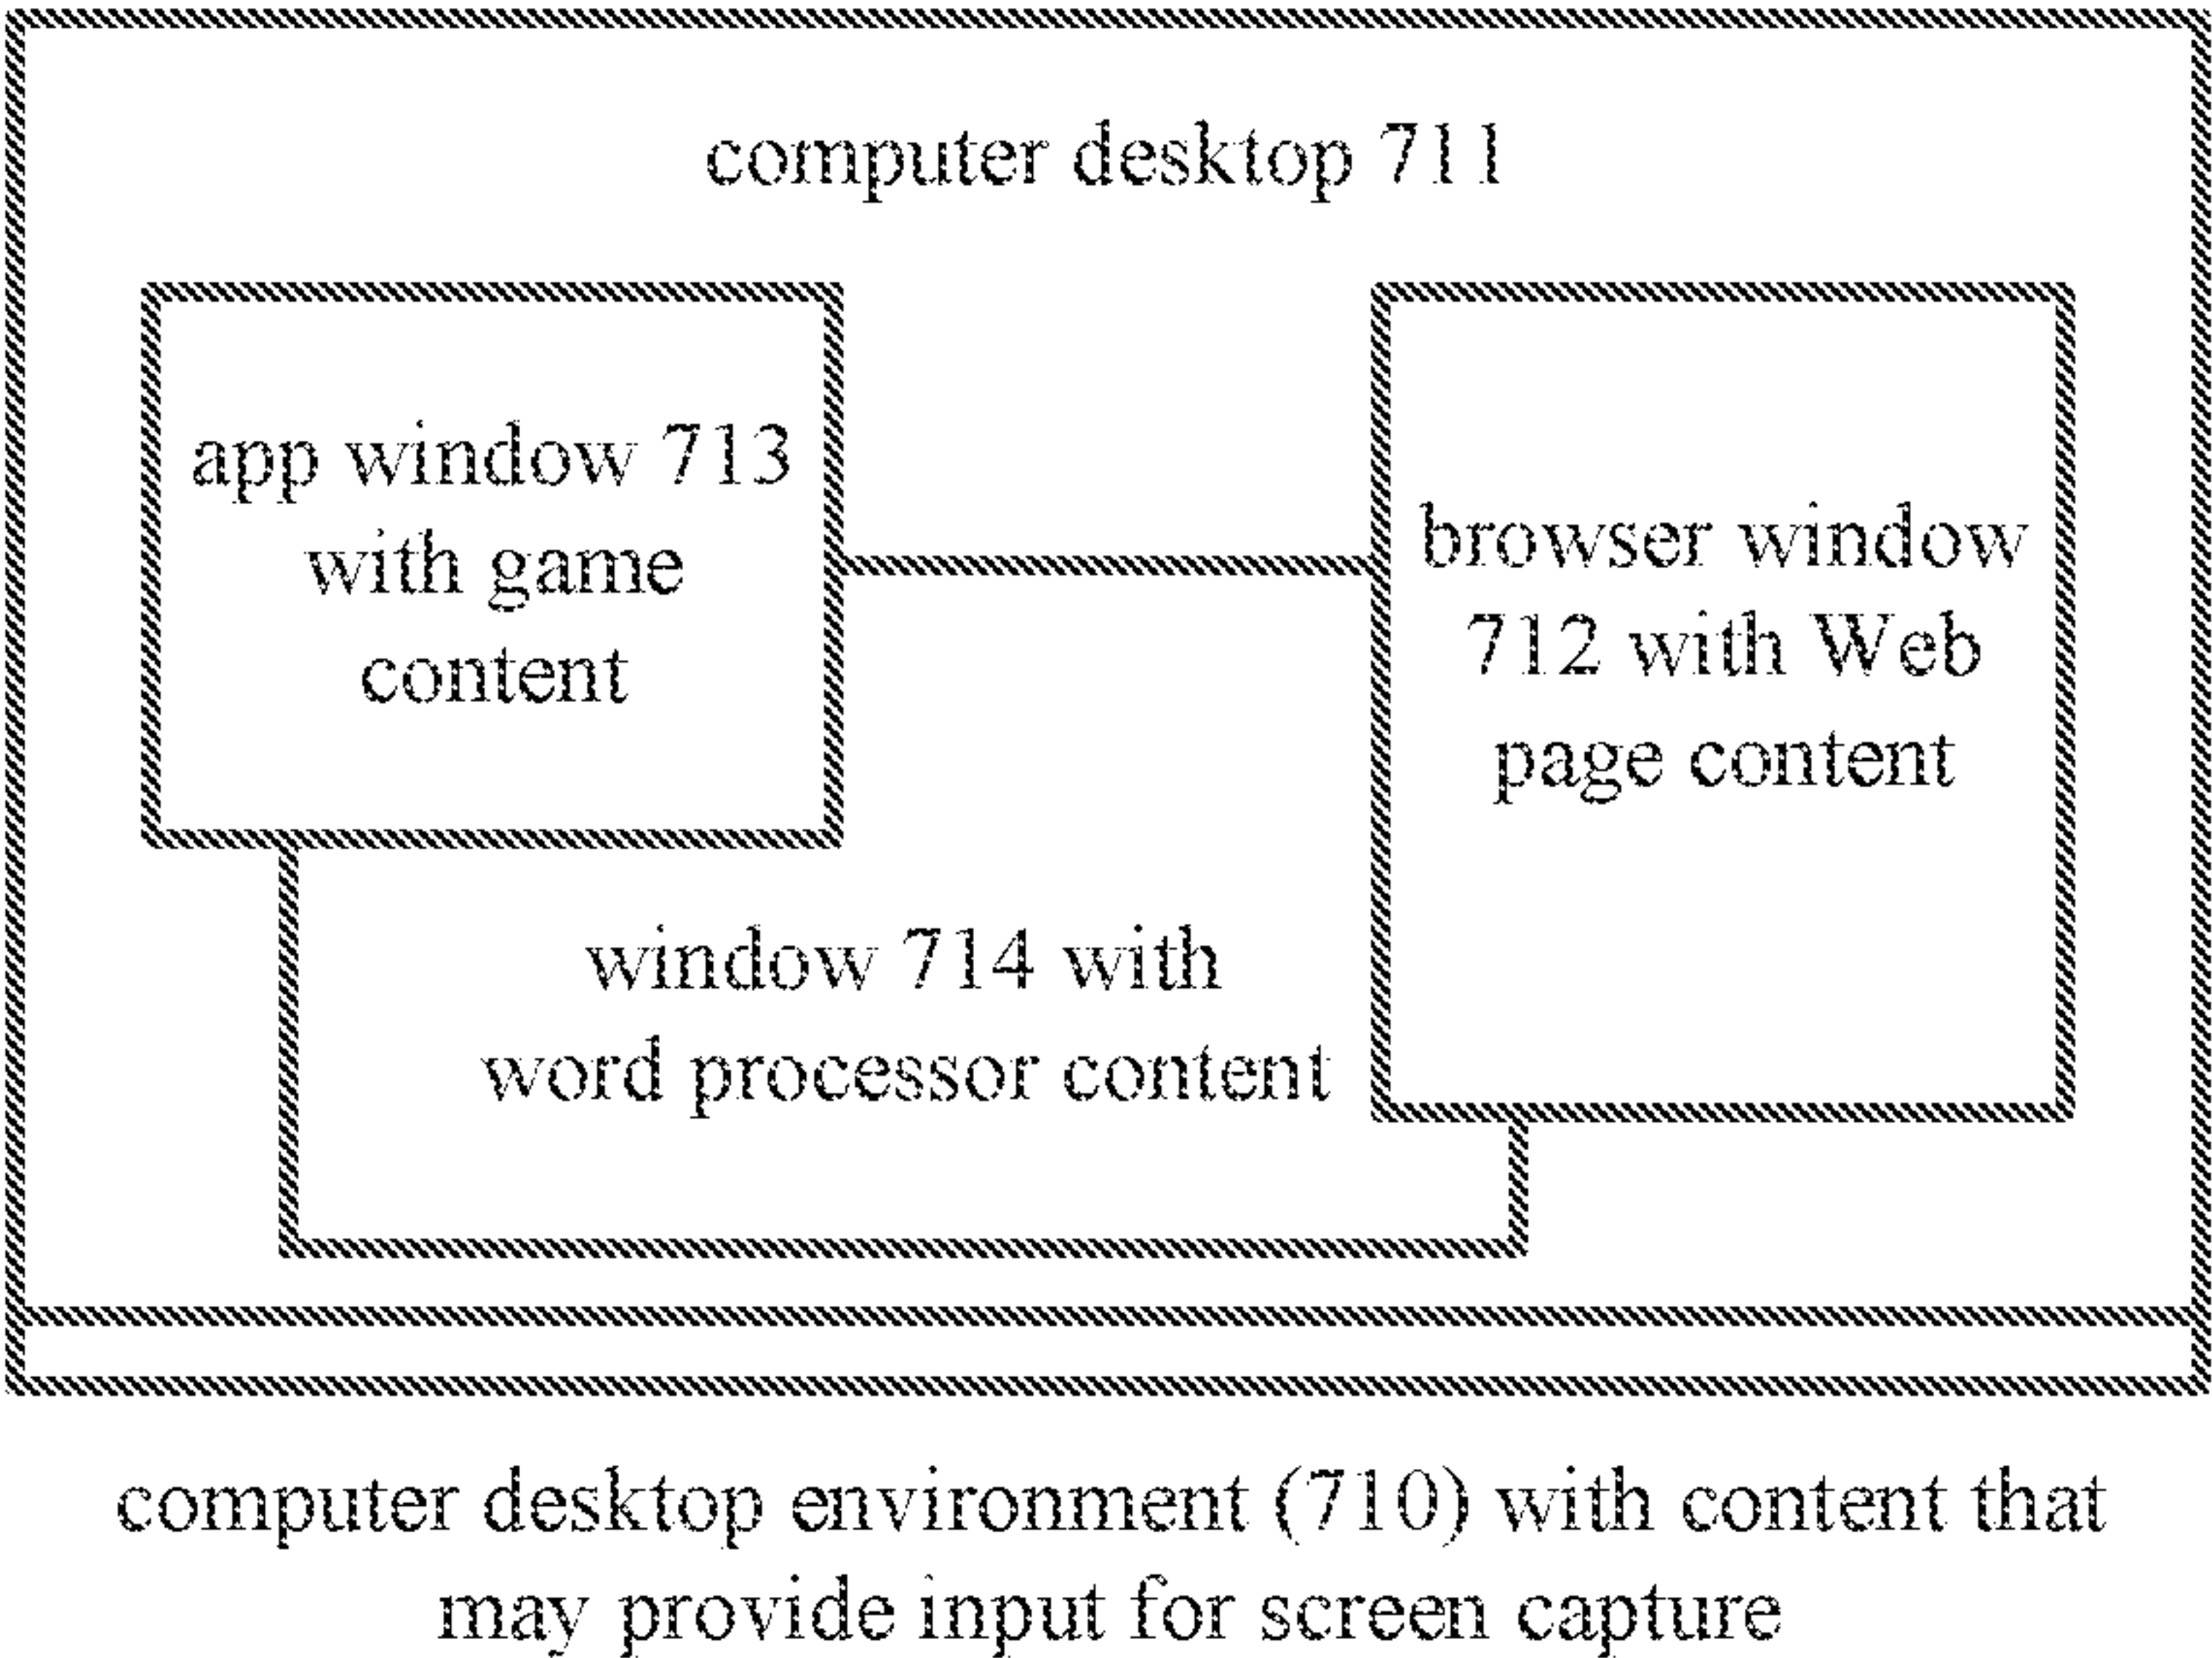 computer desktop 711
app window 713
with game
content
browser window
712 with Web
page content
window 714 with
word processor content
computer desktop environment (710) with content that
may provide input for screen capture